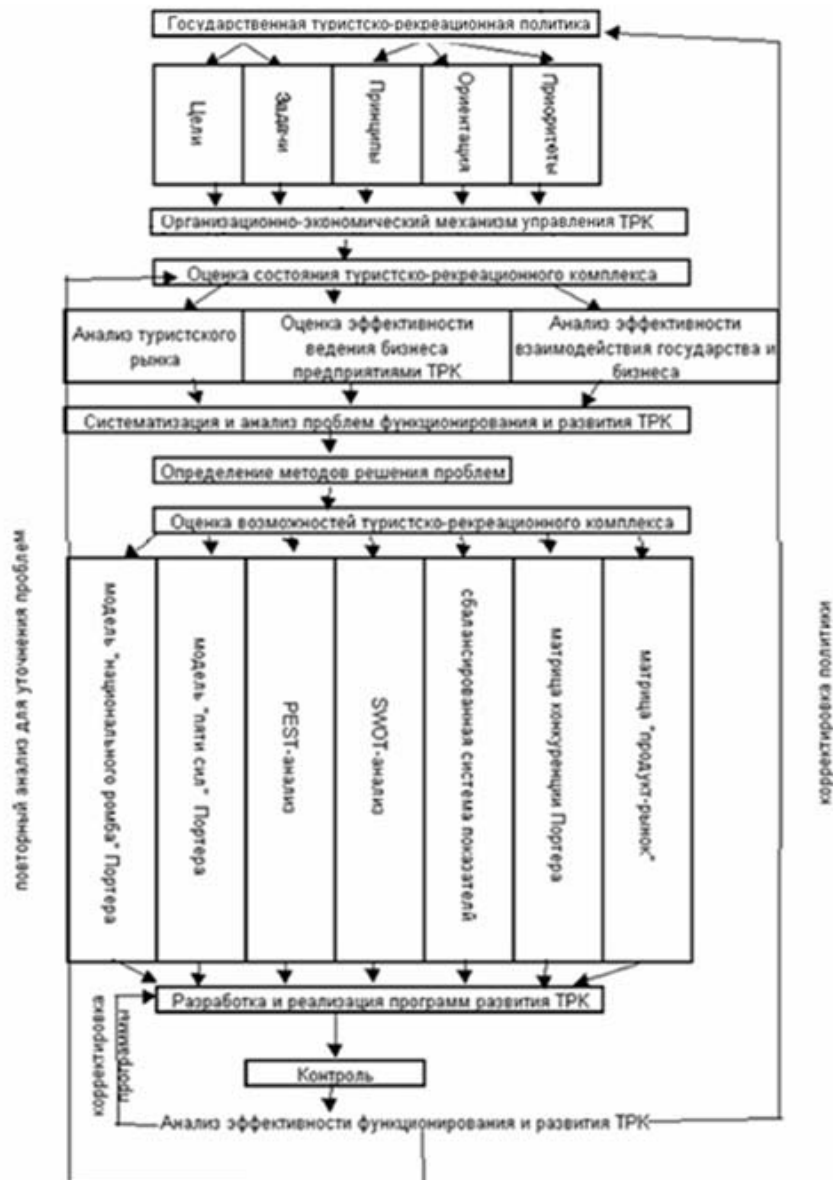 Государственная туристско-рекреационная политика
Цели
Задачи
Принципы
Ориентация
Приоритеты
Организационно-экономический механизм управления ТРК
Оценка состояния туристско-рекреационного комплекса
Анализ туристского
рынка
Оценка эффективности
ведения бизнеса
предприятиями ТРК
Анализ эффективности
взаимодействия государства и
бизнеса
Систематизация и анализ проблем функционирования и развития ТРК
Определение методов решения проблем
Оценка возможностей туристско-рекреационного комплекса
модель "национального ромба" Портера
модель "пяти сил" Портера
PEST-анализ
SWOT-анализ
сбалансированная система показателй
матрица конкуренции Портера
матрица "продукт-рынок"
повторный анализ для уточнения проблем
корректировка политики
Разработка и реализация программ развития ТРК
корректировка
программы
Контроль
Анализ эффективности функционирования и развития ТРК